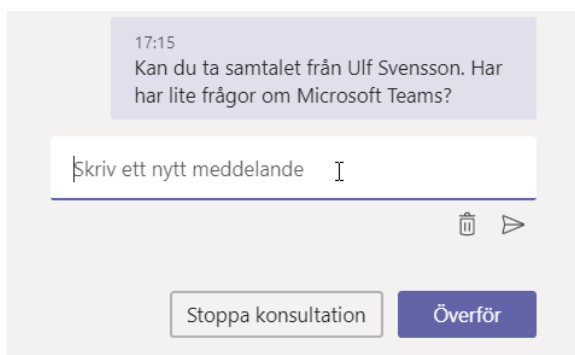 17:15
Kan du ta samtalet från Ulf Svensson. Har
har lite frågor om Microsoft Teams?
Skriv ett nytt meddelande
Stoppa konsultation
Överför